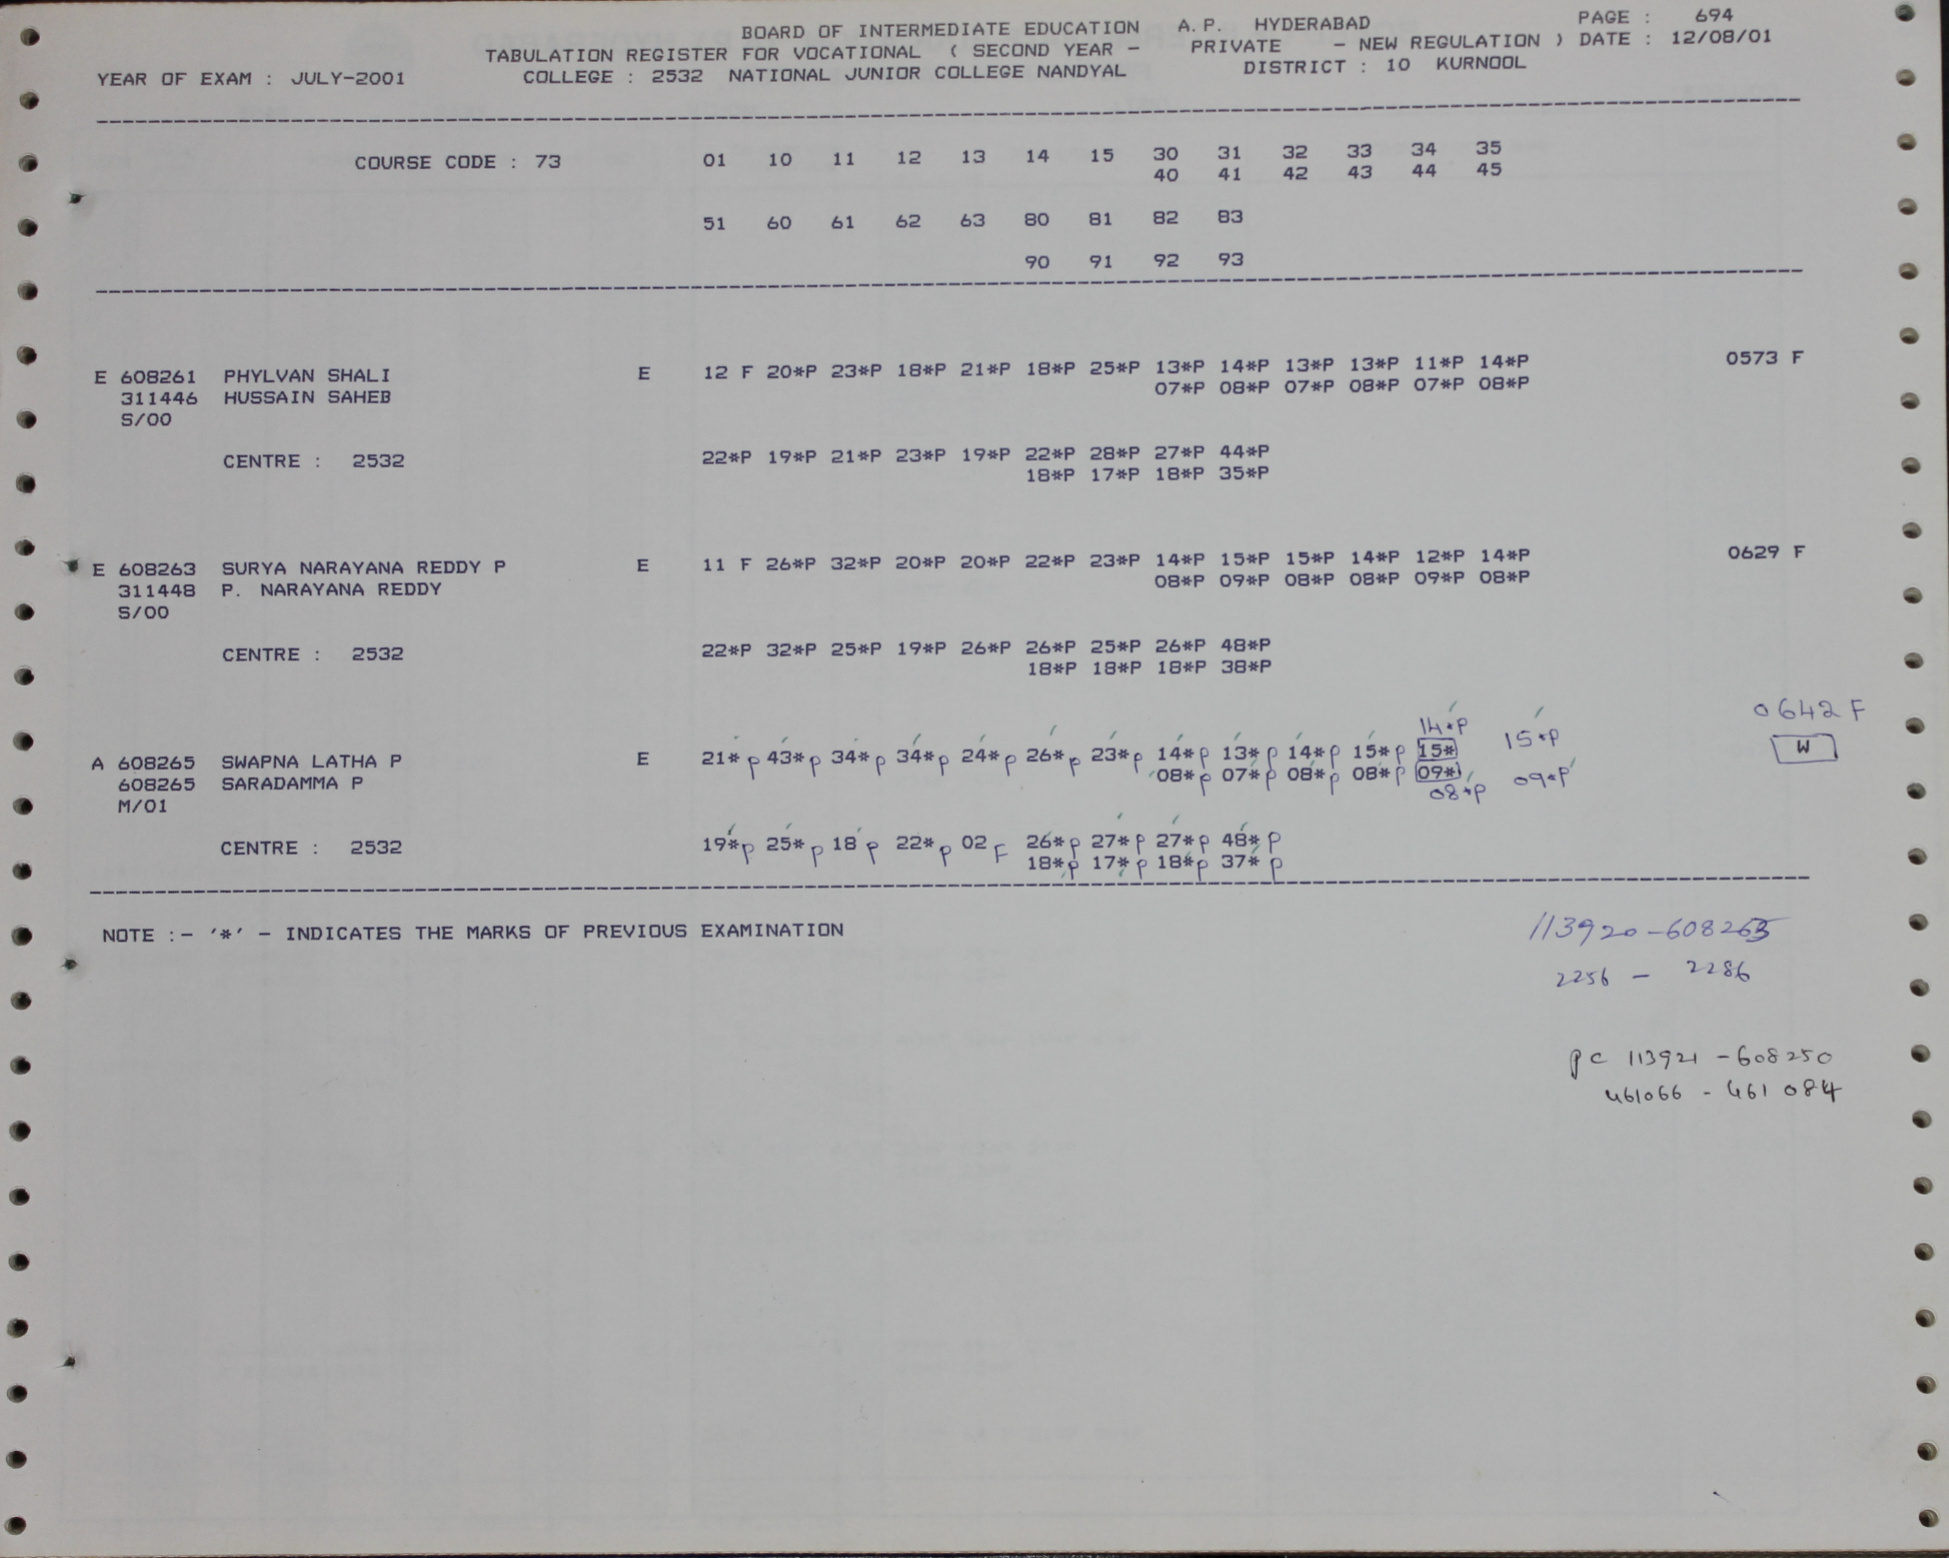 BOARD OF INTERMEDIATE EDUCATION A.P. HYDERABAD PAGE : 694
TABULATION REGISTER FOR VOCATIONAL ( SECOND YEAR - PRIVATE - NEW REGULATION ) DATE : 12/08/01
YEAR OF EXAM : JULY-2001 COLLEGE : 2532 NATIONAL JUNIOR COLLEGE NANDYAL DISTRICT : 10 KURNOOL
COURSE CODE : 73 01 10 11 12 13 14 15 30 31 32 33 34 35
40 41 42 43 44 45
51 60 61 62 63 80 81 82 83
90 91 92 93
E 608261 PHYLVAN SHALI E 12 F 20*P 23*P 18*P 21*P 18*P 25*P 13*P 14*P 13*P 13*P 11*P 14*P 0573 F
311446 HUSSAIN SAHEB 07*P 08*P 07*P 08*P 07*P 08*P
S/00
CENTRE : 2532 22*P 19*P 21*P 23*P 19*P 22*P 28*P 27*P 44*P
18*P 17*P 18*P 35*P
E 608263 SURYA NARAYANA REDDY P E 11 F 26*P 32*P 20*P 20*P 22*P 23*P 14*P 15*P 15*P 14*P 12*P 14*P 0629 F
311448 P. NARAYANA REDDY 08*P 09*P 08*P 08*P 09*P 08*P
S/00
CENTRE : 2532 22*P 32*P 25*P 19*P 26*P 26*P 25*P 26*P 48*P
18*P 18*P 18*P 38*P
14*P 15*P 0642 F
A 608265 SWAPNA LATHA P E 21*P 43*P 34*P 34*P 24*P 26*P 23*P 14*P 13*P 14*P 15*P 15* W
608265 SARADAMMA P 08*P 07*P 08*P 08*P 09* 09*P
M/01 08*P
CENTRE : 2532 19*P 25*P 18 P 22*P 02 F 26*P 27*P 27*P 48*P
18*P 17*P 18*P 37*P
NOTE :- '*' - INDICATES THE MARKS OF PREVIOUS EXAMINATION
113920-608265
2256 - 2286
PC 113921 - 608250
461066 - 461084